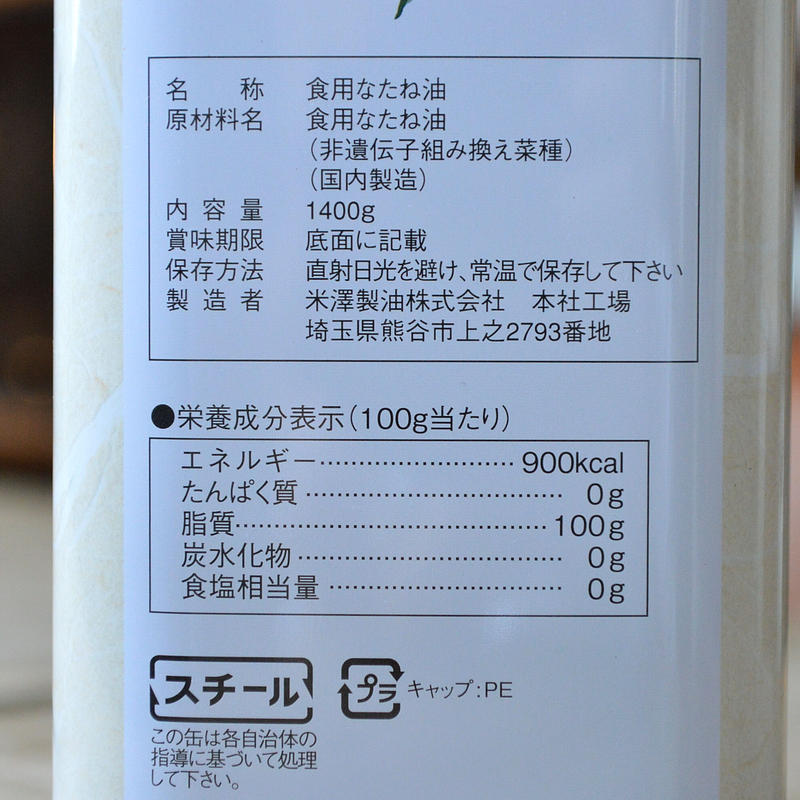 名称 食用なたね油
原材料名 食用なたね油
（非遺伝子組み換え菜種）
（国内製造）
内容量 1400g
賞味期限 底面に記載
保存方法 直射日光を避け、常温で保存して下さい
製造者 米澤製油株式会社 本社工場
埼玉県熊谷市上之2793番地
●栄養成分表示（100g当たり）
エネルギー……………………900kcal
たんぱく質……………………0g
脂質……………………100g
炭水化物……………………0g
食塩相当量……………………0g
スチール
プラ キャップ：PE
この缶は各自治体の
指導に基づいて処理
して下さい。